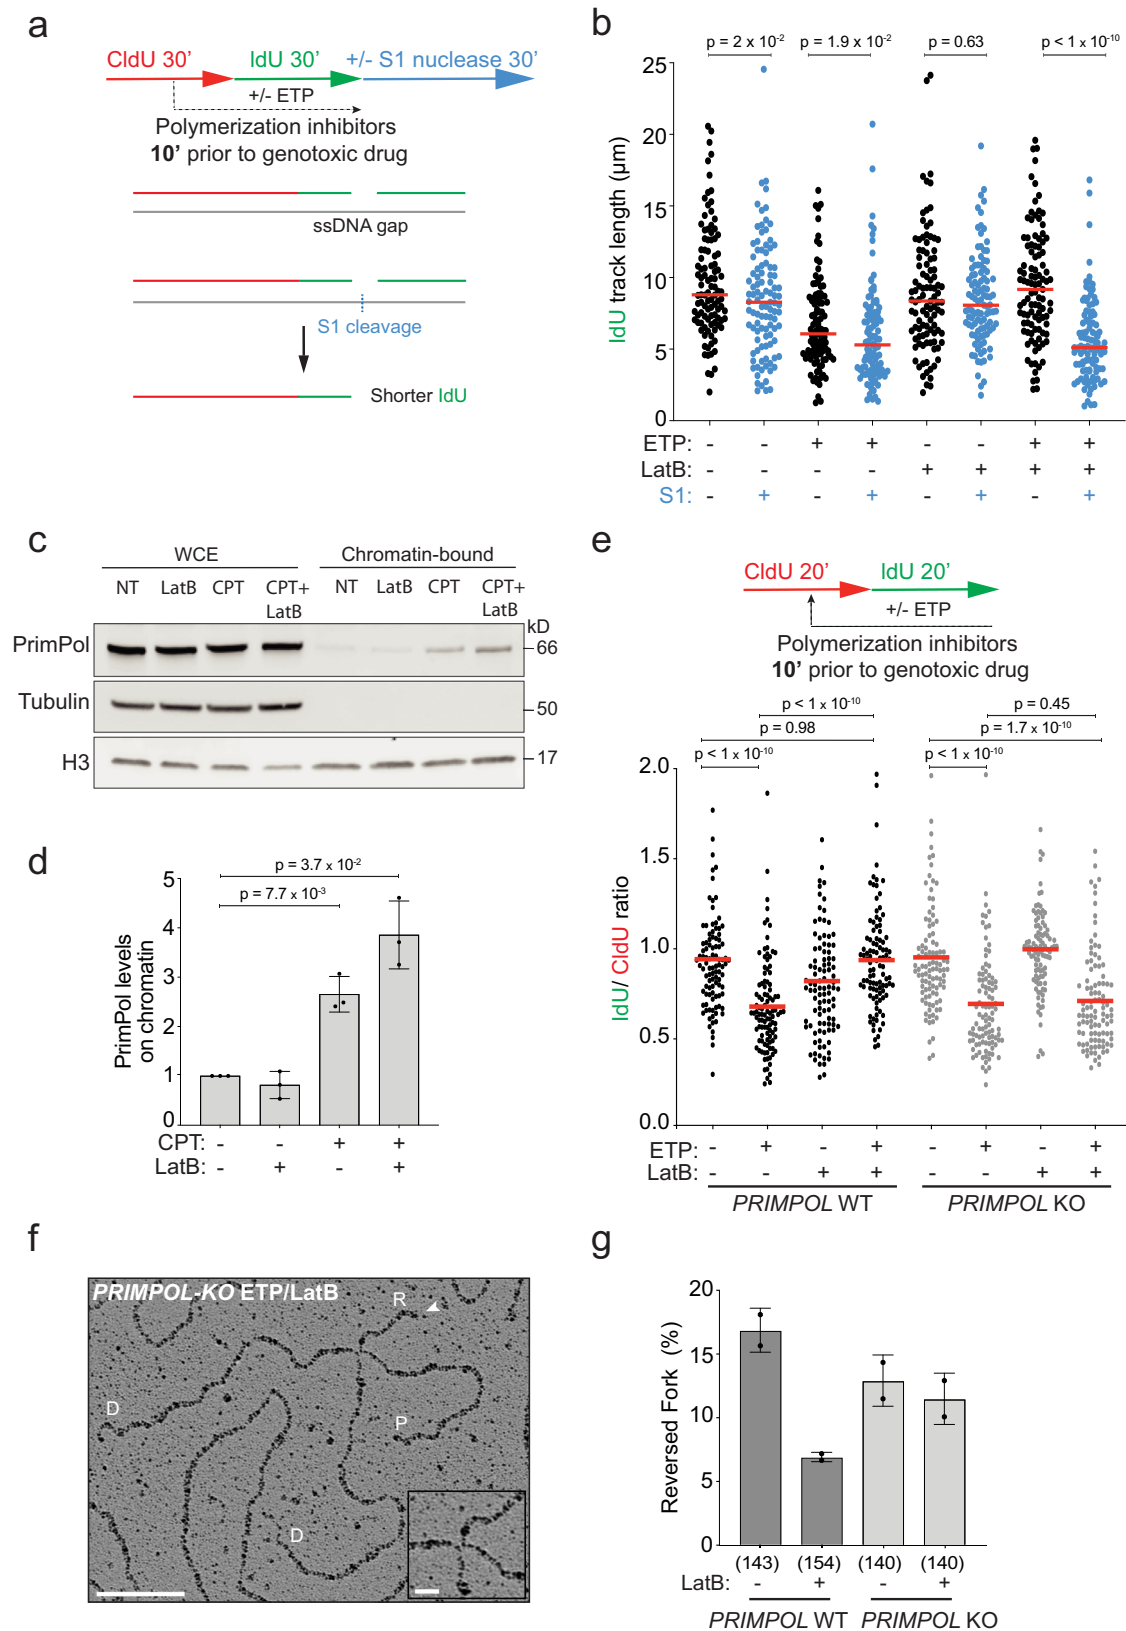 a
CldU 30’ IdU 30’ +/- S1 nuclease 30’
+/- ETP
Polymerization inhibitors
10’ prior to genotoxic drug
ssDNA gap
S1 cleavage
Shorter IdU
b
p = 2 x 10-2 p = 1.9 x 10-2 p = 0.63 p < 1 x 10-10
IdU track length (µm)
25
20
15
10
5
0
ETP: - - + + - - + +
LatB: - - - - + + + +
S1: - + - + - + - +
c
WCE Chromatin-bound
NT LatB CPT CPT+ LatB NT LatB CPT CPT+ LatB
kD
PrimPol 66
Tubulin 50
H3 17
d
p = 3.7 x 10-2
p = 7.7 x 10-3
PrimPol levels
on chromatin
5
4
3
2
1
0
CPT: - - + +
LatB: - + - +
e
CldU 20’ IdU 20’
+/- ETP
Polymerization inhibitors
10’ prior to genotoxic drug
p < 1 x 10-10 p = 0.45
p = 0.98 p = 1.7 x 10-10
p < 1 x 10-10 p < 1 x 10-10
IdU/ CldU ratio
2.0
1.5
1.0
0.5
0.0
ETP: - + - + - + - +
LatB: - - + + - - + +
PRIMPOL WT PRIMPOL KO
f
PRIMPOL-KO ETP/LatB
R
D
P
D
g
Reversed Fork (%)
20
15
10
5
0
(143) (154) (140) (140)
LatB: - + - +
PRIMPOL WT PRIMPOL KO